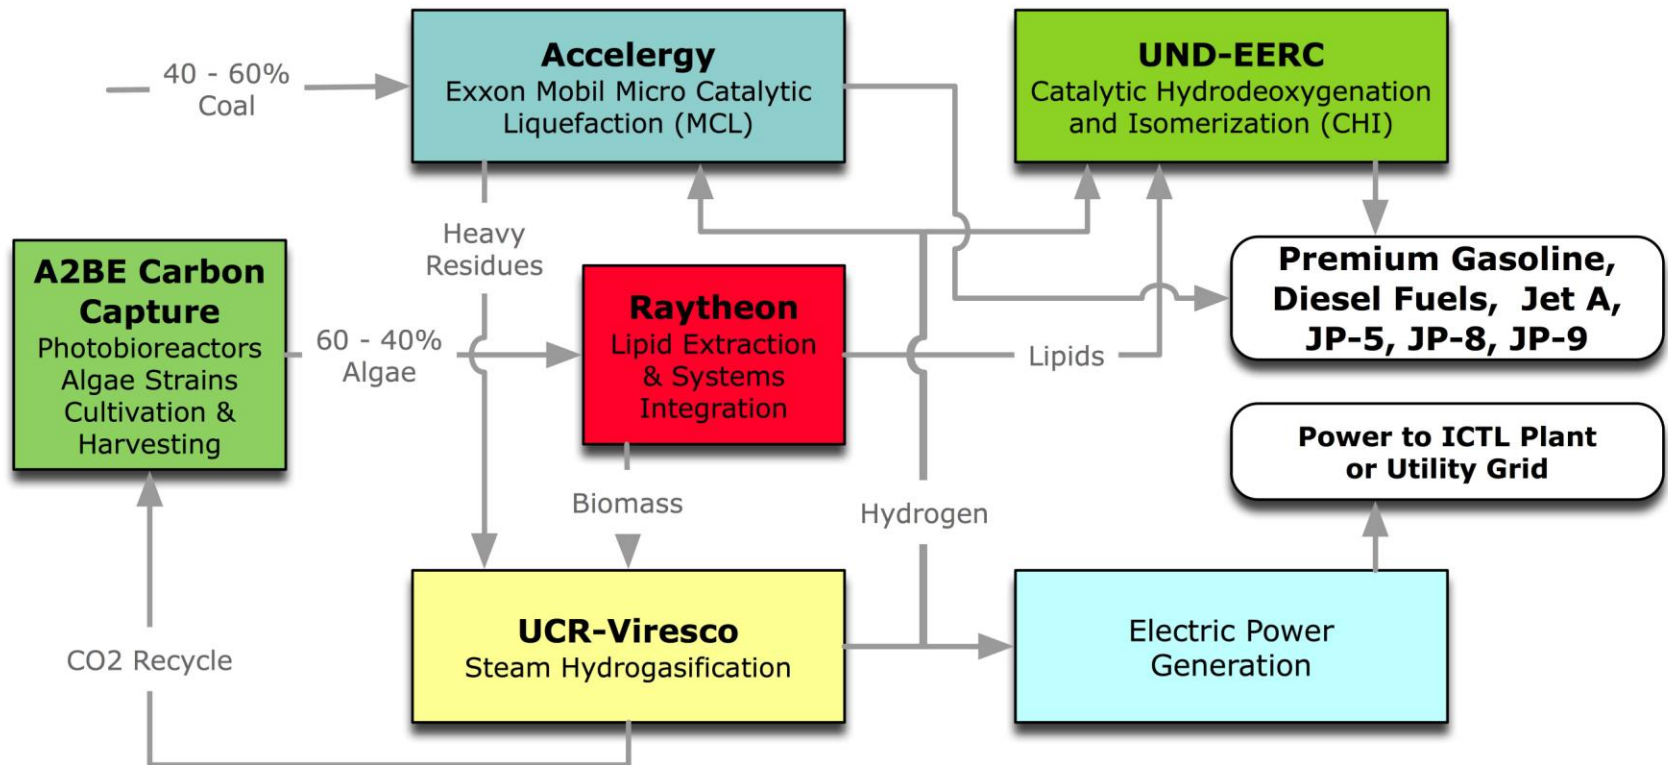 40 - 60%
Coal
Accelergy
Exxon Mobil Micro Catalytic
Liquefaction (MCL)
UND-EERC
Catalytic Hydrodeoxygenation
and Isomerization (CHI)
Heavy
Residues
A2BE Carbon
Capture
Photobioreactors
Algae Strains
Cultivation &
Harvesting
60 - 40%
Algae
Raytheon
Lipid Extraction
& Systems
Integration
Lipids
Premium Gasoline,
Diesel Fuels, Jet A,
JP-5, JP-8, JP-9
Power to ICTL Plant
or Utility Grid
Biomass
Hydrogen
CO2 Recycle
UCR-Viresco
Steam Hydrogasification
Electric Power
Generation